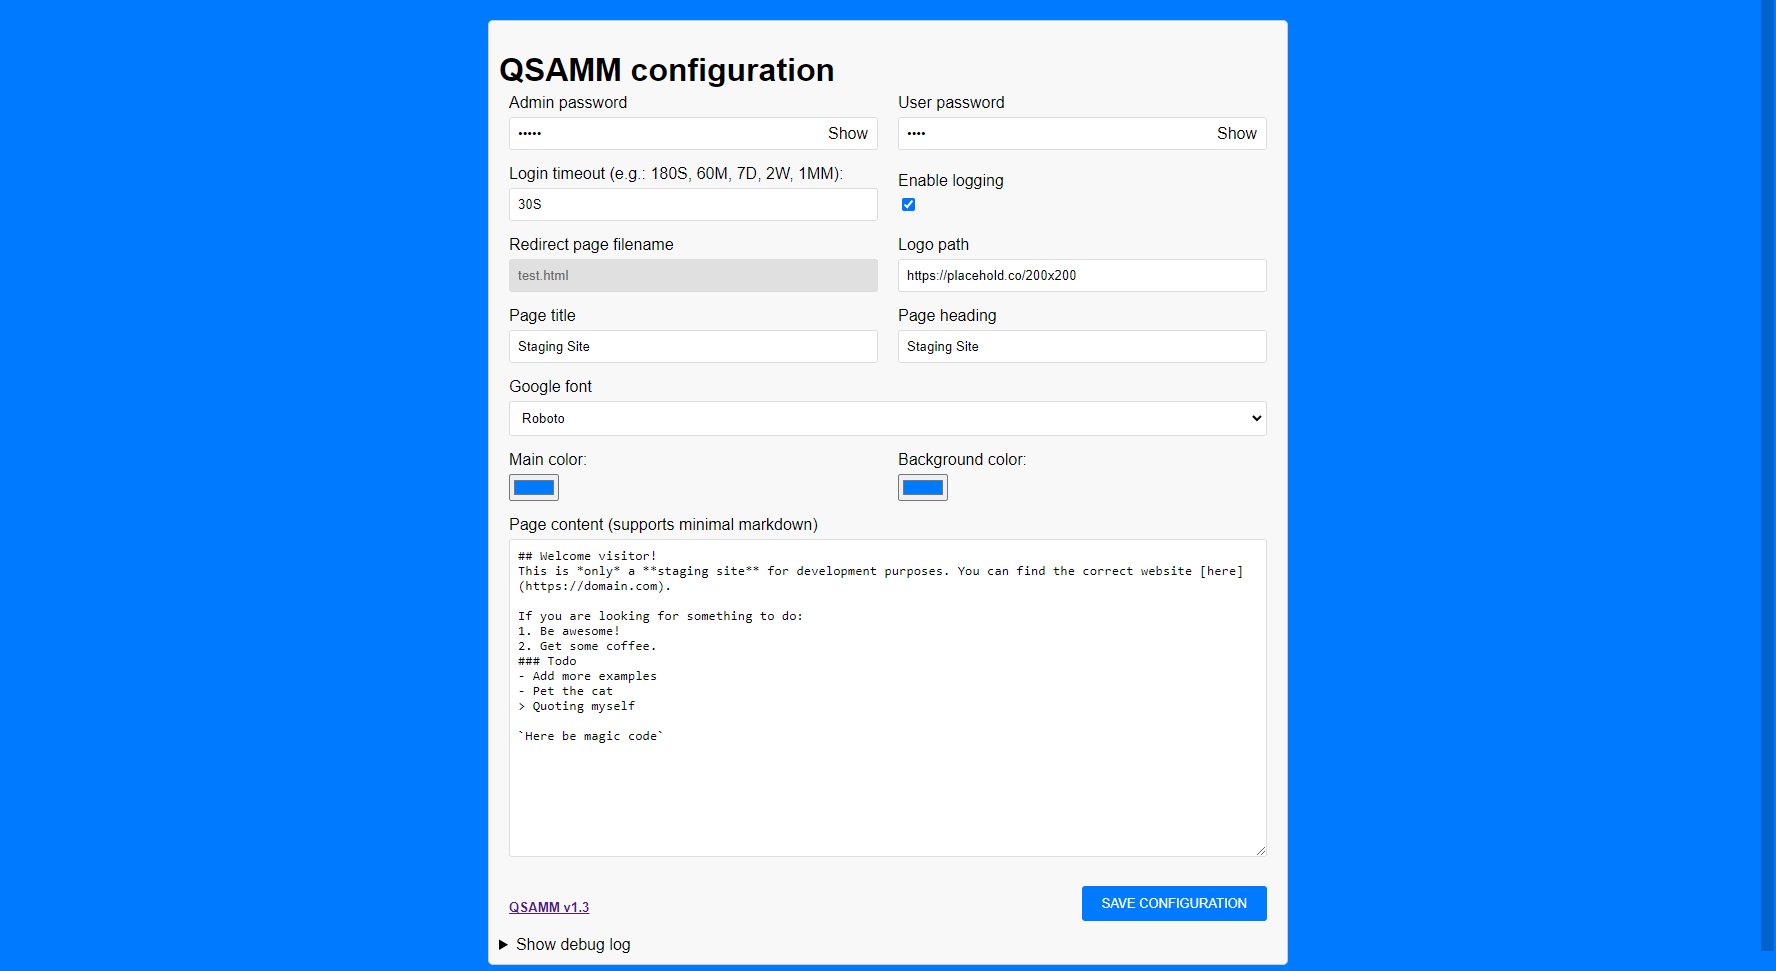 QSAMM configuration
Admin password
User password
•••••
Show
••••
Show
Login timeout (e.g.: 180S, 60M, 7D, 2W, 1MM):
Enable logging
30S
Redirect page filename
Logo path
test.html
https://placehold.co/200x200
Page title
Page heading
Staging Site
Staging Site
Google font
Roboto
Main color:
Background color:
Page content (supports minimal markdown)
## Welcome visitor!
This is *only* a **staging site** for development purposes. You can find the correct website [here]
(https://domain.com).
If you are looking for something to do:
1. Be awesome!
2. Get some coffee.
### Todo
- Add more examples
- Pet the cat
> Quoting myself
`Here be magic code`
QSAMM v1.3
SAVE CONFIGURATION
Show debug log